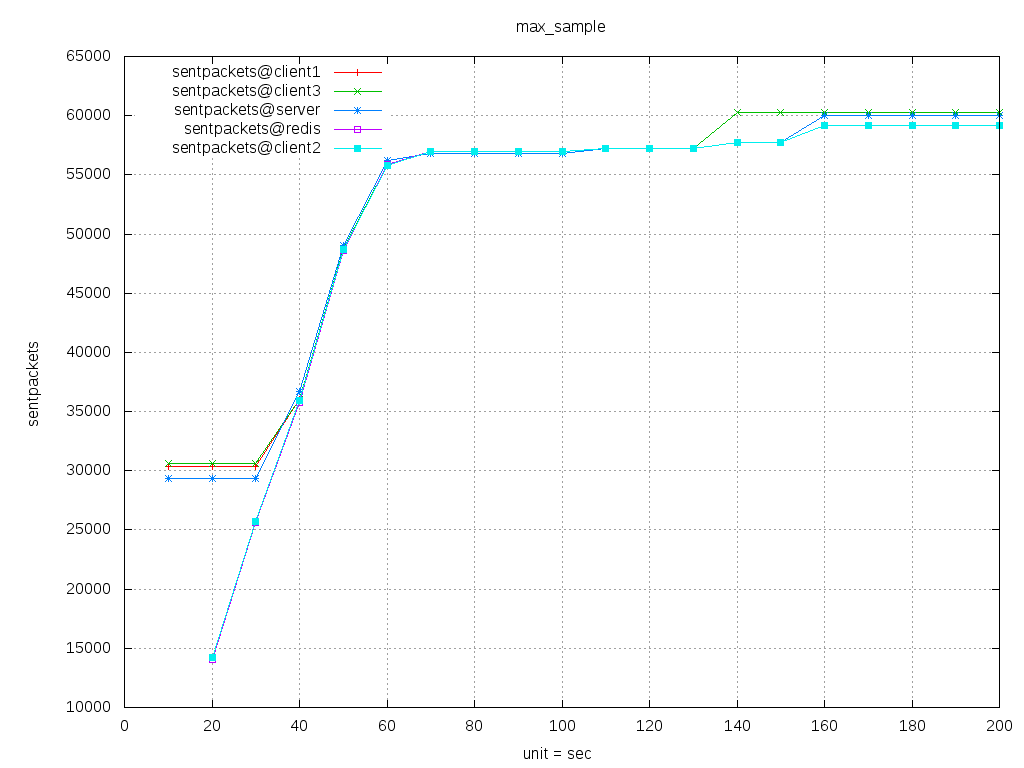 max_sample
65000
60000
55000
50000
45000
40000
35000
30000
25000
20000
15000
10000
sentpackets
sentpackets@client1
sentpackets@client3
sentpackets@server
sentpackets@redis
sentpackets@client2
0 20 40 60 80 100 120 140 160 180 200
unit = sec